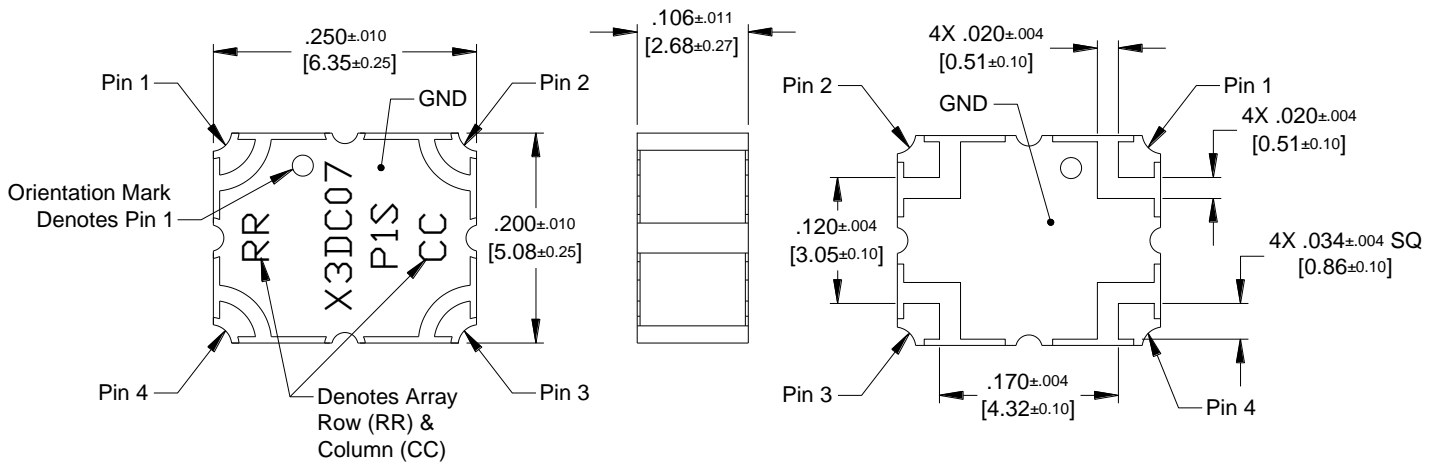 .250±.010
[6.35±0.25]
Pin 1
Pin 2
GND
Orientation Mark
Denotes Pin 1
RR
X3DC07
P1S
CC
.200±.010
[5.08±0.25]
Pin 4
Pin 3
Denotes Array
Row (RR) &
Column (CC)
.106±.011
[2.68±0.27]
4X .020±.004
[0.51±0.10]
Pin 2
GND
Pin 1
4X .020±.004
[0.51±0.10]
.120±.004
[3.05±0.10]
4X .034±.004 SQ
[0.86±0.10]
Pin 3
.170±.004
[4.32±0.10]
Pin 4